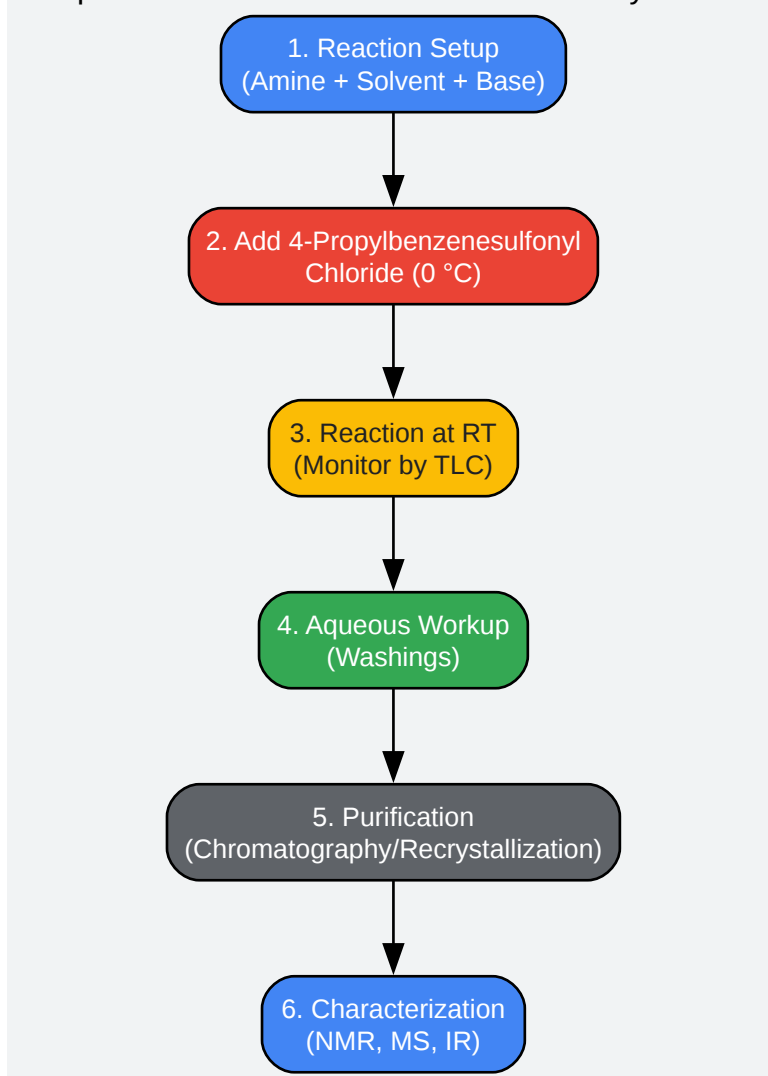 1. Reaction Setup
(Amine + Solvent + Base)
2. Add 4-Propylbenzenesulfonyl
Chloride (0 °C)
3. Reaction at RT
(Monitor by TLC)
4. Aqueous Workup
(Washings)
5. Purification
(Chromatography/Recrystallization)
6. Characterization
(NMR, MS, IR)